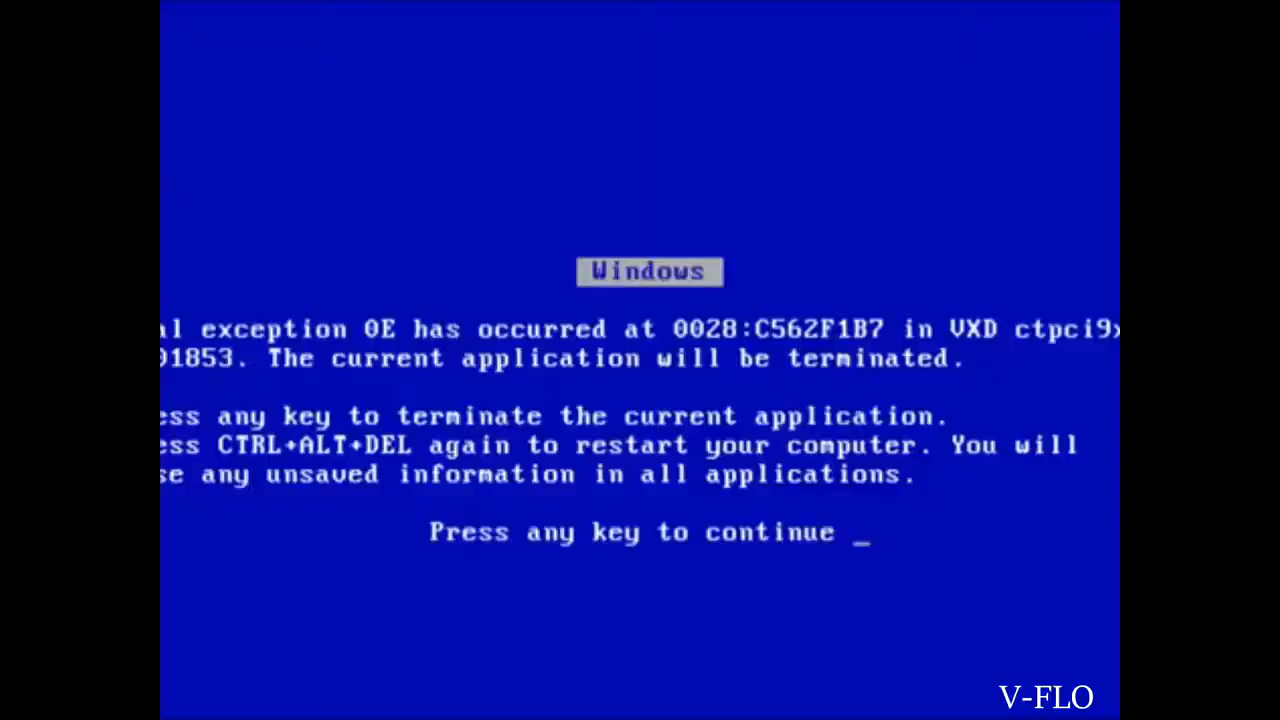 Windows
al exception 0E has occurred at 0028:C562F1B7 in VXD ctpci9x
01853. The current application will be terminated.
ess any key to terminate the current application.
ess CTRL+ALT+DEL again to restart your computer. You will
se any unsaved information in all applications.
Press any key to continue _
V-FLO